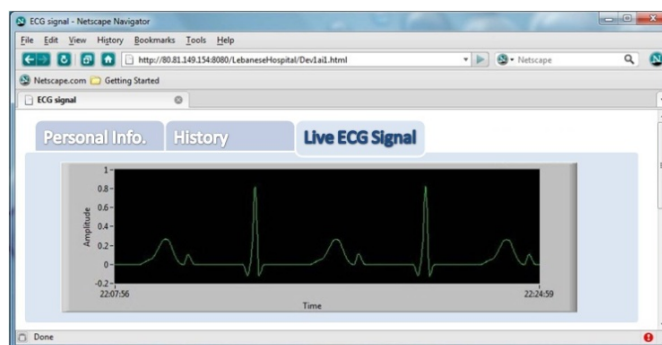 ECG signal - Netscape Navigator
File Edit View History Bookmarks Tools Help
http://80.81.149.154:8080/LebaneseHospital/Dev1ai1.html
Netscape
Netscape.com Getting Started
ECG signal
Personal Info. History Live ECG Signal
1
0.8
0.6
0.4
0.2
0
-0.2
Amplitude
22:07:56 22:24:59
Time
Done